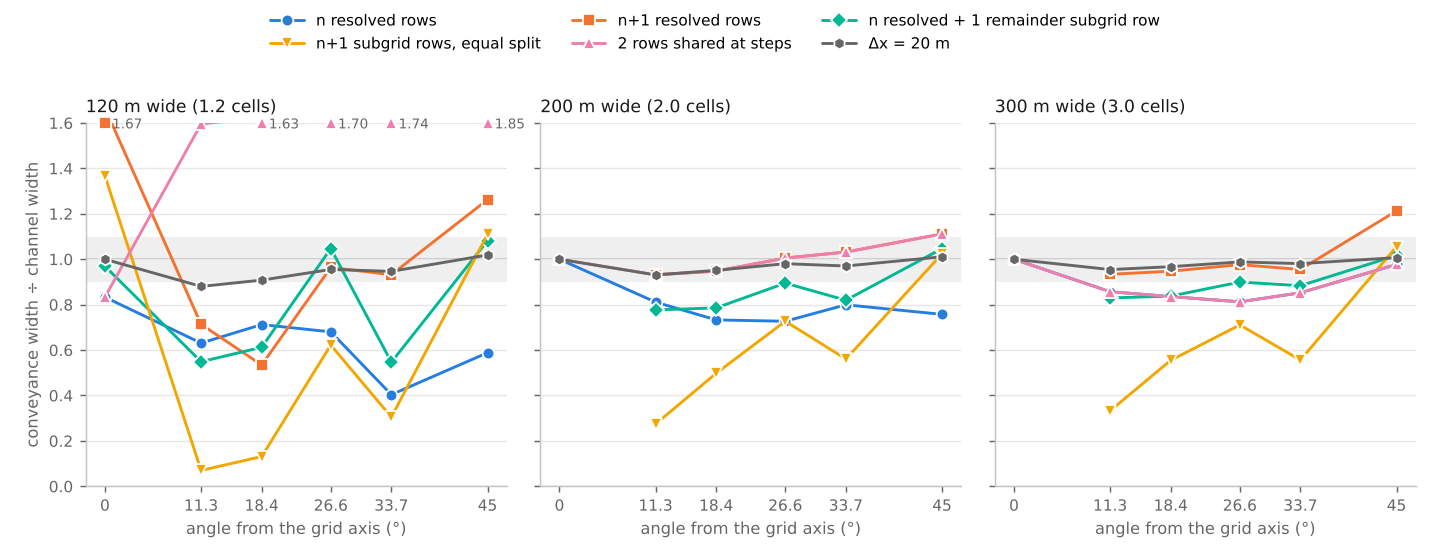 n resolved rows
n+1 resolved rows
n resolved + 1 remainder subgrid row
n+1 subgrid rows, equal split
2 rows shared at steps
Δx = 20 m
120 m wide (1.2 cells)
200 m wide (2.0 cells)
300 m wide (3.0 cells)
conveyance width ÷ channel width
1.6
1.4
1.2
1.0
0.8
0.6
0.4
0.2
0.0
1.67
1.63
1.70
1.74
1.85
0 11.3 18.4 26.6 33.7 45
0 11.3 18.4 26.6 33.7 45
0 11.3 18.4 26.6 33.7 45
angle from the grid axis (°)
angle from the grid axis (°)
angle from the grid axis (°)